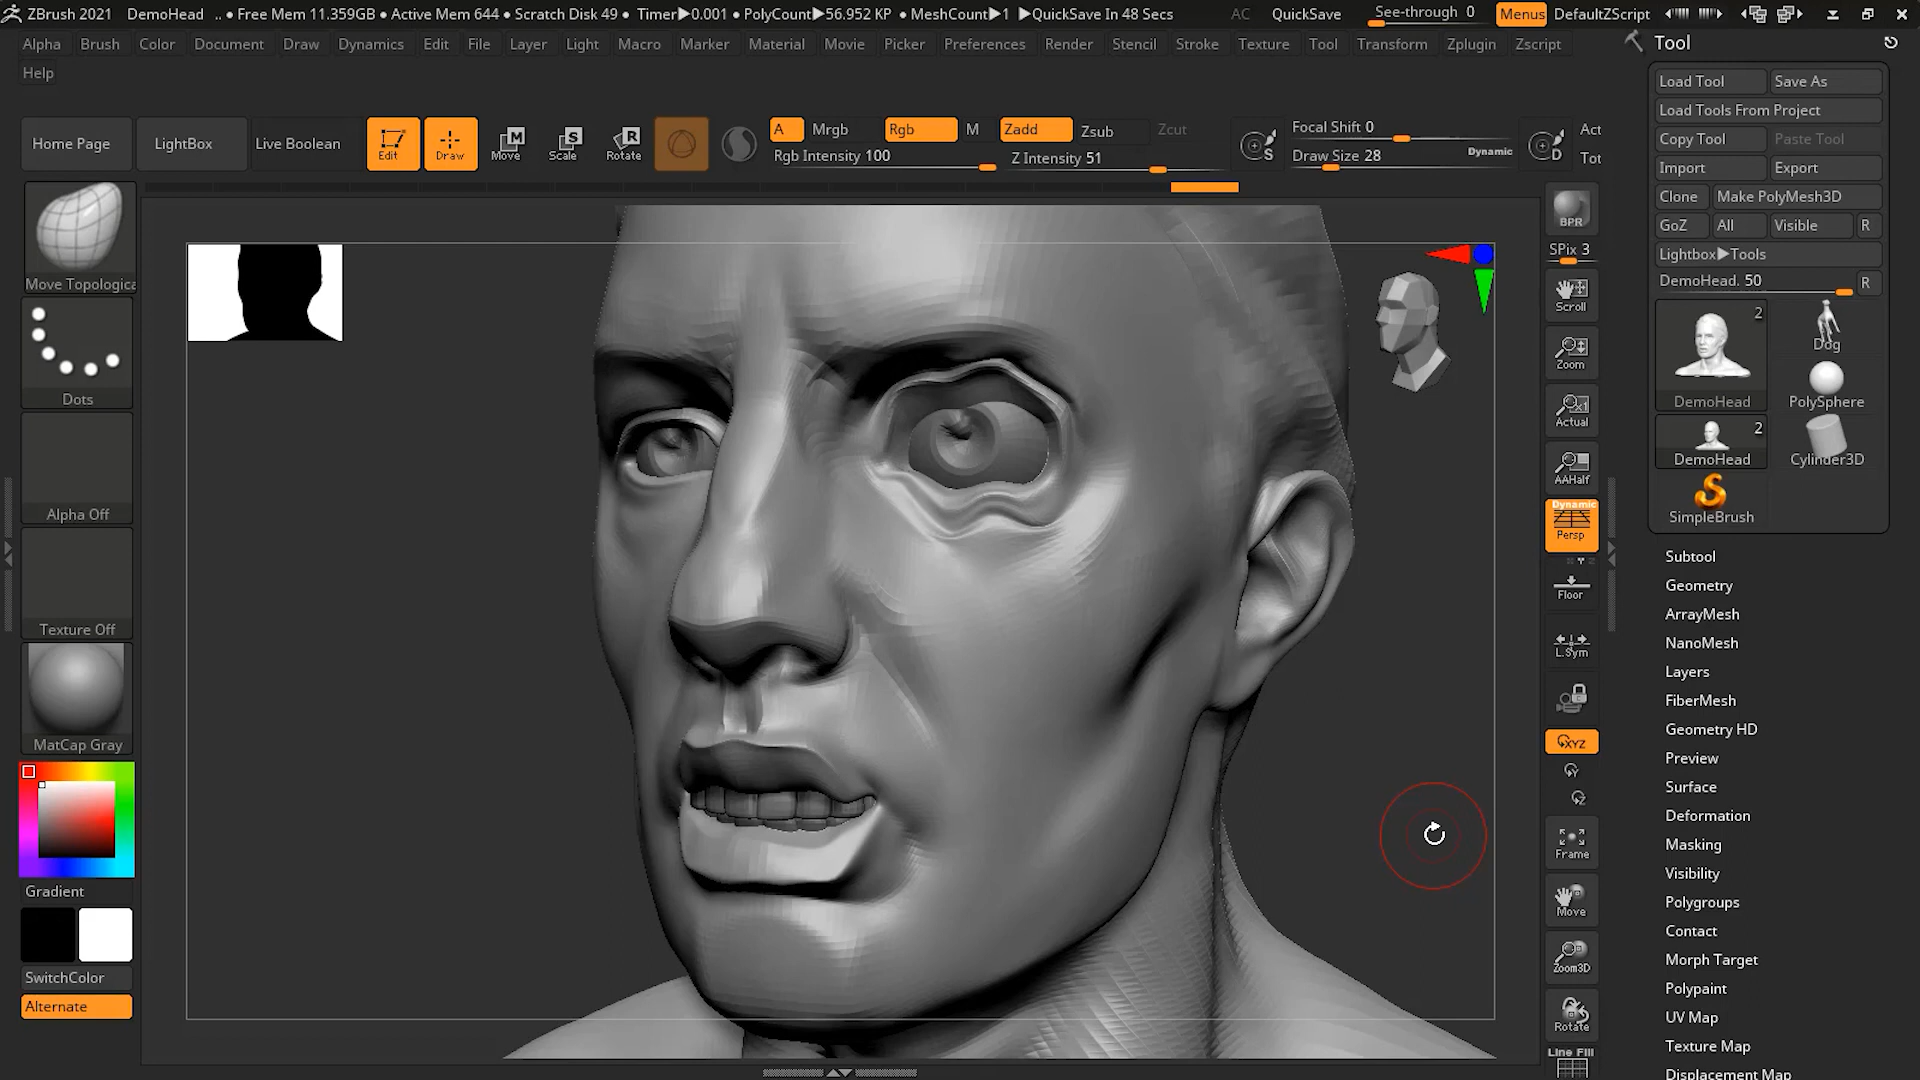 ZBrush 2021 DemoHead .. ● Free Mem 11.359GB ● Active Mem 644 ● Scratch Disk 49 ● Timer▶0.001 ● PolyCount▶56.952 KP ● MeshCount▶1 ▶QuickSave In 48 Secs AC QuickSave See-through 0 Menus DefaultZScript
Alpha Brush Color Document Draw Dynamics Edit File Layer Light Macro Marker Material Movie Picker Preferences Render Stencil Stroke Texture Tool Transform Zplugin Zscript
Help
Home Page LightBox Live Boolean Edit Draw Move Scale Rotate
A Mrgb Rgb M Zadd Zsub Zcut
Rgb Intensity 100 Z Intensity 51
S
Focal Shift 0
Draw Size 28 Dynamic
D
Act
Tot
Move Topologica
Dots
Alpha Off
Texture Off
MatCap Gray
Gradient
SwitchColor
Alternate
BPR
SPix 3
Scroll
Zoom
Actual
AAHalf
Dynamic
Persp
Floor
L.Sym
XYZ
Y
Z
Frame
Move
Zoom3D
Rotate
Line Fill
Tool
Load Tool Save As
Load Tools From Project
Copy Tool Paste Tool
Import Export
Clone Make PolyMesh3D
GoZ All Visible R
Lightbox▶Tools
DemoHead. 50 R
2
DemoHead
Dog
PolySphere
2
DemoHead
Cylinder3D
SimpleBrush
Subtool
Geometry
ArrayMesh
NanoMesh
Layers
FiberMesh
Geometry HD
Preview
Surface
Deformation
Masking
Visibility
Polygroups
Contact
Morph Target
Polypaint
UV Map
Texture Map
Displacement Map